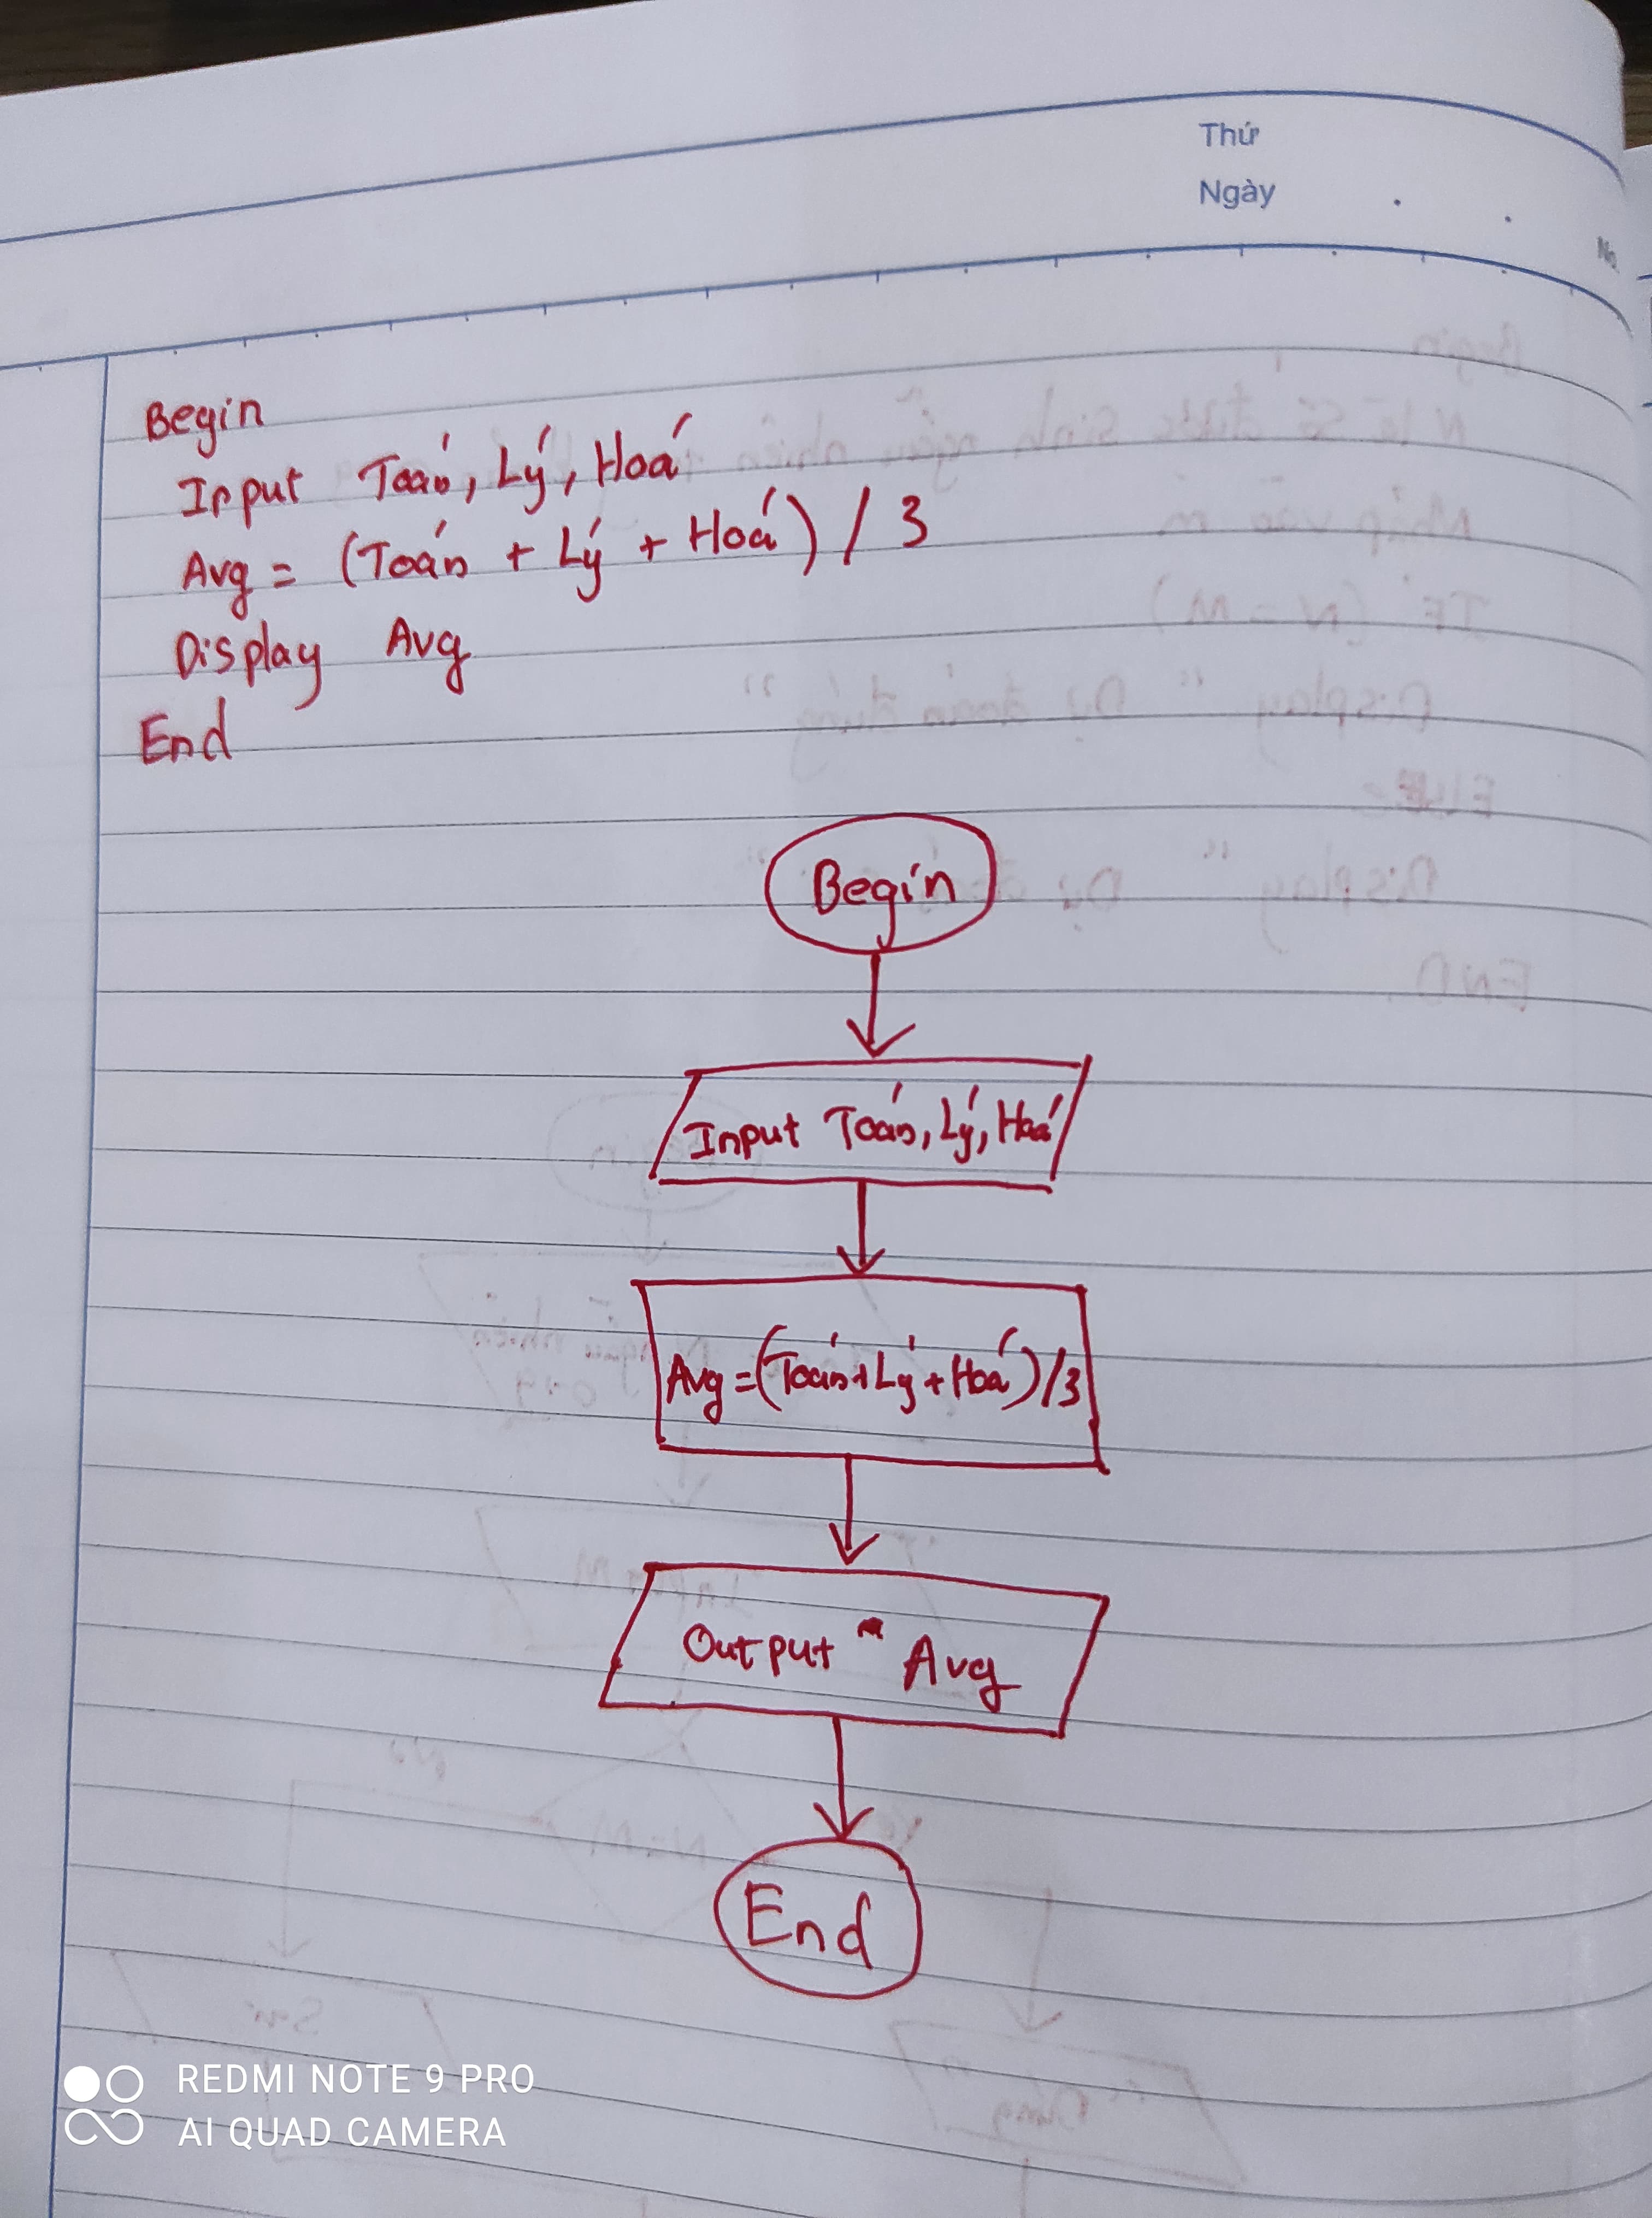 Thứ
Ngày
No.
Begin
Input Toán, Lý, Hoá
Avg = (Toán + Lý + Hoá) / 3
Display Avg
End
Begin
Input Toán, Lý, Hoá
Avg = (Toán + Lý + Hoá) / 3
Output Avg
End
REDMI NOTE 9 PRO
AI QUAD CAMERA